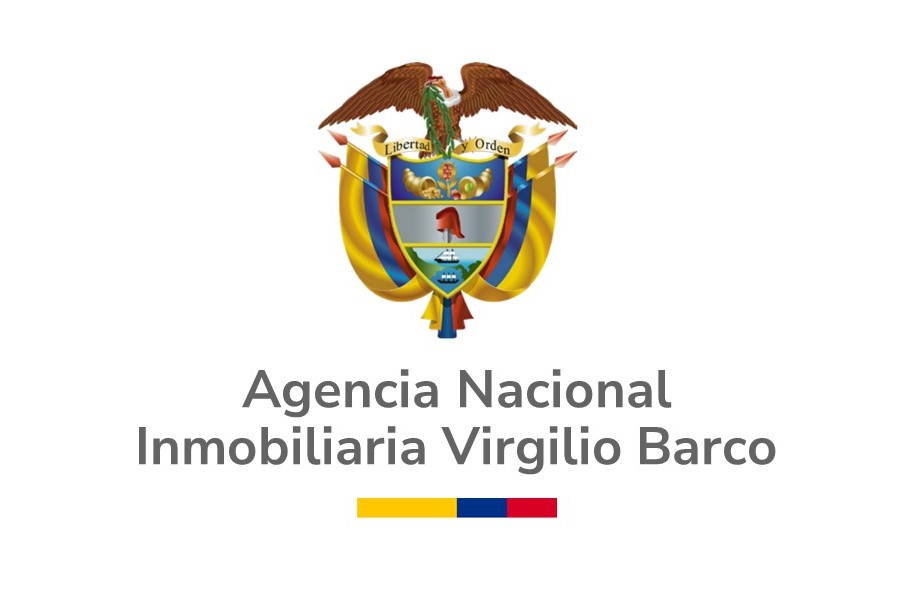 Libertad y Orden
Agencia Nacional
Inmobiliaria Virgilio Barco